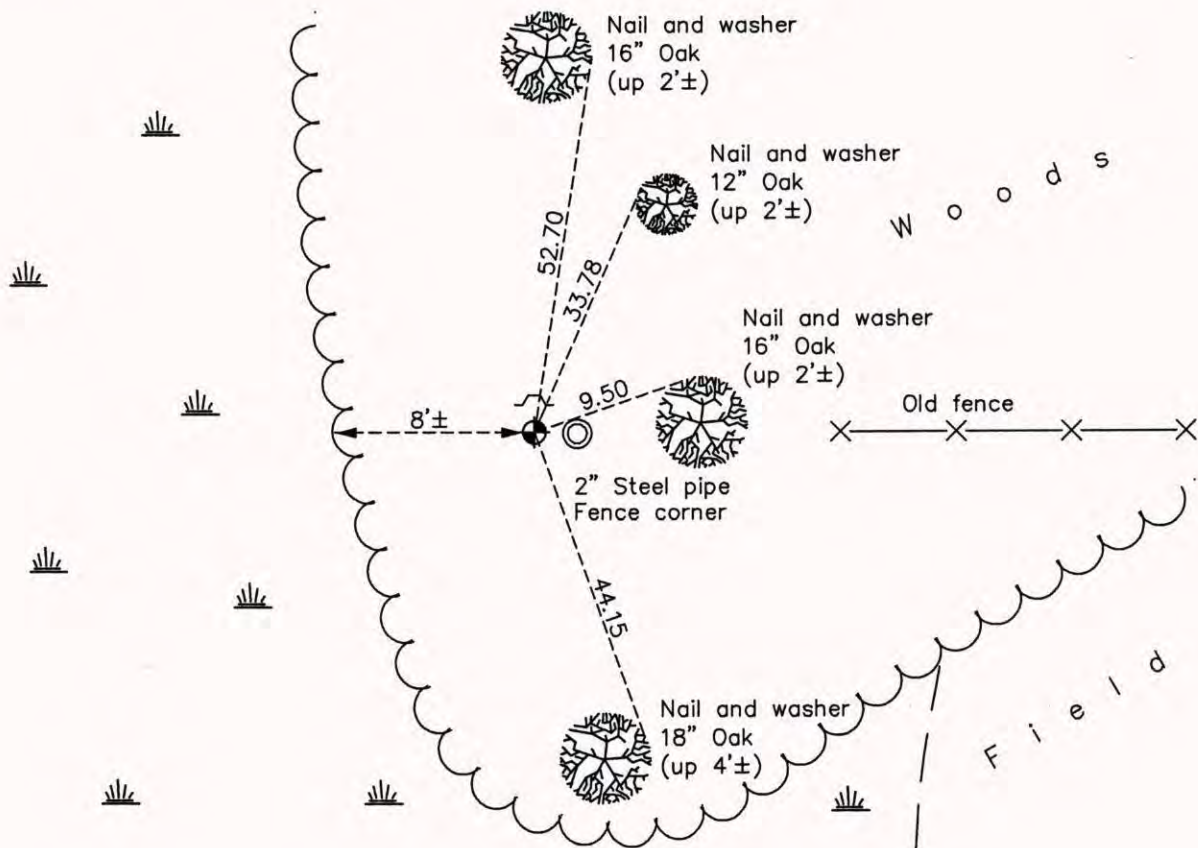 Nail and washer
16" Oak
(up 2'±)
Nail and washer
12" Oak
(up 2'±)
Woods
52.70
33.78
Nail and washer
16" Oak
(up 2'±)
9.50
8'±
Old fence
2" Steel pipe
Fence corner
44.15
Nail and washer
18" Oak
(up 4'±)
Field